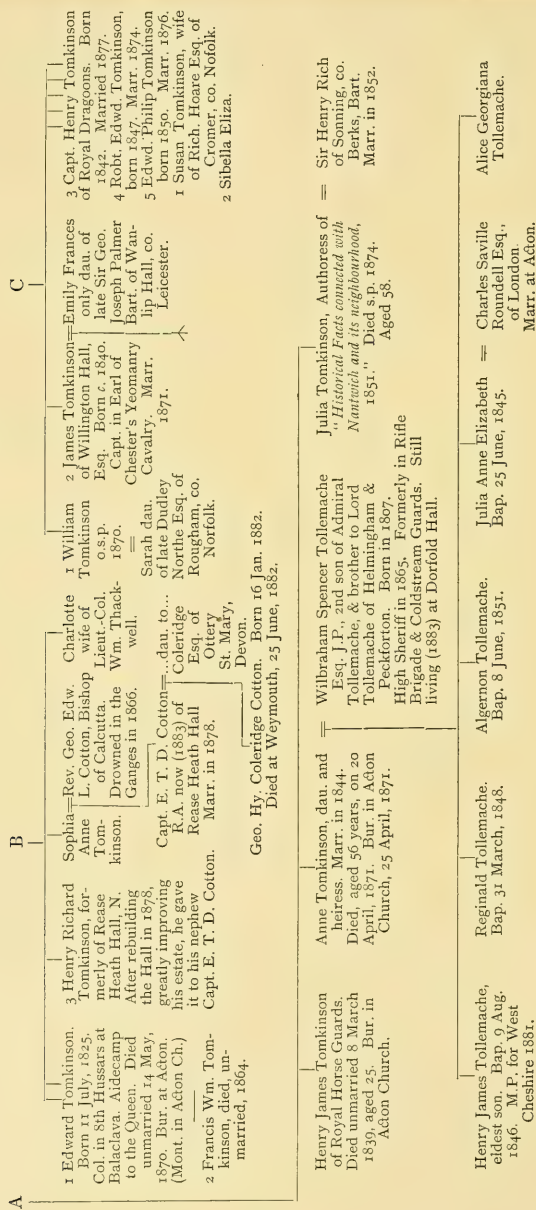 A
B
C
1 Edward Tomkinson.
Born 11 July, 1825.
Col. in 8th Hussars at
Balaclava. Aidecamp
to the Queen. Died
unmarried 14 May,
1870. Bur. at Acton.
(Mont. in Acton Ch.)
2 Francis Wm. Tom-
kinson, died, un-
married, 1864.
3 Henry Richard
Tomkinson, for-
merly of Rease
Heath Hall, N.
After rebuilding
the Hall in 1878,
greatly improving
his estate, he gave
it to his nephew
Capt. E. T. D. Cotton.
Sophia
Anne
Tom-
kinson.
=Rev. Geo. Edw.
L. Cotton, Bishop
of Calcutta.
Drowned in the
Ganges in 1866.
Charlotte
wife of
Lieut.-Col.
Wm. Thack-
well.
Capt. E. T. D. Cotton
R.A. now (1883) of
Rease Heath Hall
Marr. in 1878.
=...dau. to...
Coleridge
Esq. of
Ottery
St. Mary,
Devon.
Geo. Hy. Coleridge Cotton. Born 16 Jan. 1882.
Died at Weymouth, 25 June, 1882.
1 William
Tomkinson
o.s.p.
1870.
=
Sarah dau.
of late Dudley
Northe Esq. of
Rougham, co.
Norfolk.
2 James Tomkinson
of Willington Hall,
Esq. Born c. 1840.
Capt. in Earl of
Chester's Yeomanry
Cavalry. Marr.
1871.
=Emily Frances
only dau. of
late Sir Geo.
Joseph Palmer
Bart. of Wan-
lip Hall, co.
Leicester.
3 Capt. Henry Tomkinson
of Royal Dragoons. Born
1842. Married 1877.
4 Robt. Edwd. Tomkinson,
born 1847. Marr. 1874.
5 Edwd. Philip Tomkinson
born 1850. Marr. 1876.
1 Susan Tomkinson, wife
of Rich. Hoare Esq. of
Cromer, co. Nofolk.
2 Sibella Eliza.
Henry James Tomkinson
of Royal Horse Guards.
Died unmarried 8 March
1839, aged 25. Bur. in
Acton Church.
Anne Tomkinson, dau. and
heiress. Marr. in 1844.
Died, aged 56 years, on 20
April, 1871. Bur. in Acton
Church, 25 April, 1871.
=
Wilbraham Spencer Tollemache
Esq. J.P., 2nd son of Admiral
Tollemache, & brother to Lord
Tollemache of Helmingham &
Peckforton. Born in 1807.
High Sheriff in 1865. Formerly in Rifle
Brigade & Coldstream Guards. Still
living (1883) at Dorfold Hall.
Julia Tomkinson, Authoress of
"Historical Facts connected with
Nantwich and its neighbourhood,
1851." Died s.p. 1874.
Aged 58.
=
Sir Henry Rich
of Sonning, co.
Berks, Bart.
Marr. in 1852.
Henry James Tollemache,
eldest son. Bap. 9 Aug.
1846. M.P. for West
Cheshire 1881.
Reginald Tollemache.
Bap. 31 March, 1848.
Algernon Tollemache.
Bap. 8 June, 1851.
Julia Anne Elizabeth
Bap. 25 June, 1845.
=
Charles Saville
Roundell Esq.,
of London.
Marr. at Acton.
Alice Georgiana
Tollemache.